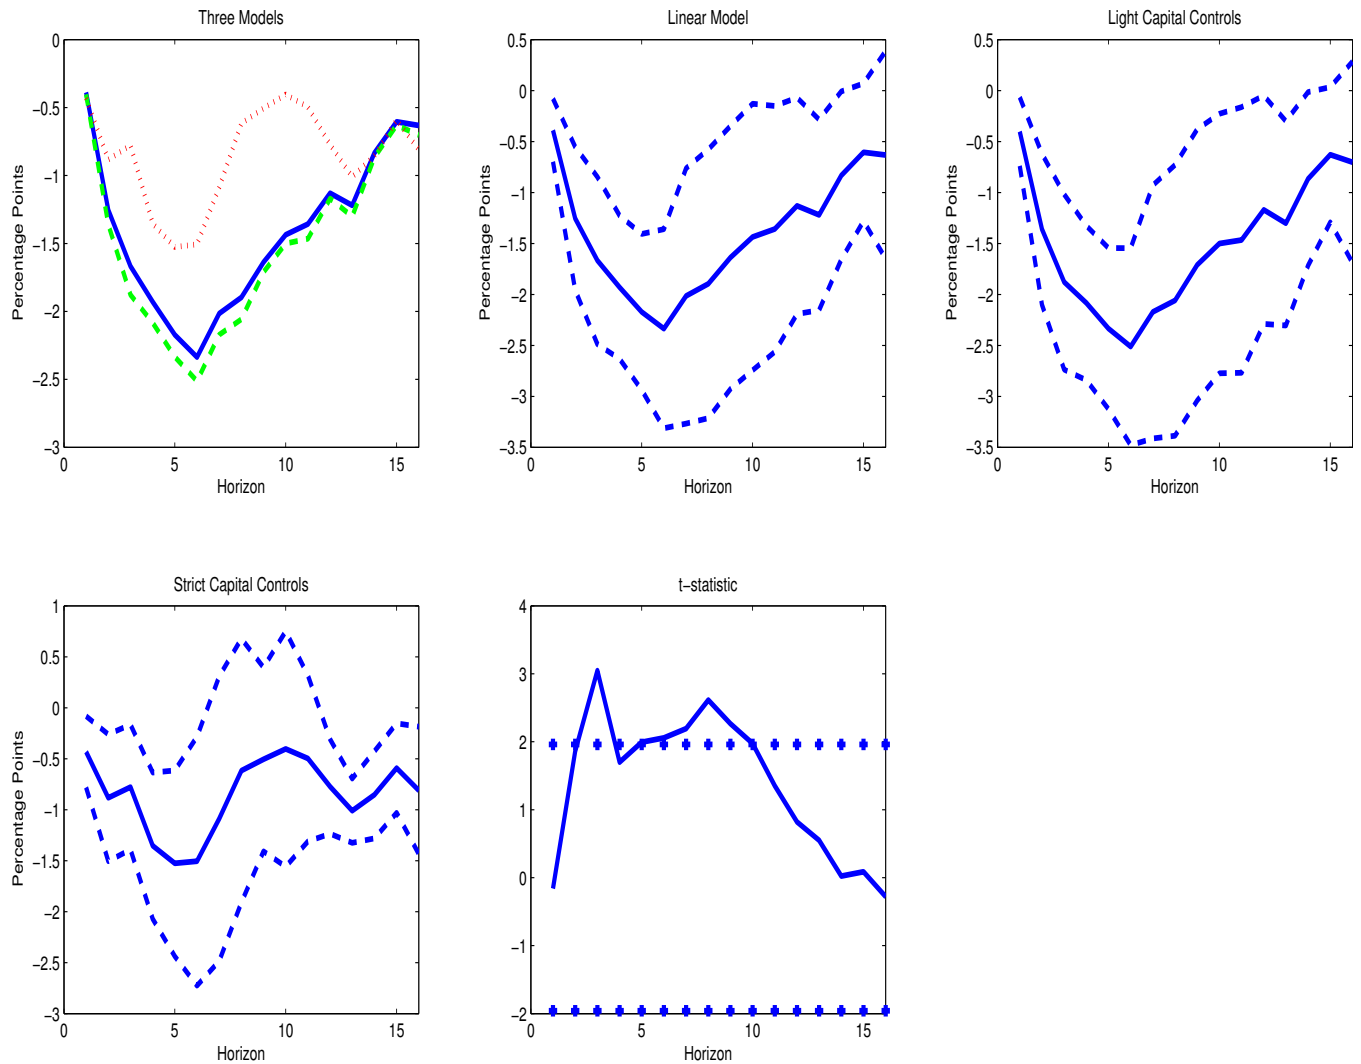 Three Models
0
−0.5
−1
−1.5
−2
−2.5
−3
0 5 10 15
Horizon
Percentage Points
Linear Model
0.5
0
−0.5
−1
−1.5
−2
−2.5
−3
−3.5
0 5 10 15
Horizon
Percentage Points
Light Capital Controls
0.5
0
−0.5
−1
−1.5
−2
−2.5
−3
−3.5
0 5 10 15
Horizon
Percentage Points
Strict Capital Controls
1
0.5
0
−0.5
−1
−1.5
−2
−2.5
−3
0 5 10 15
Horizon
Percentage Points
t−statistic
4
3
2
1
0
−1
−2
0 5 10 15
Horizon